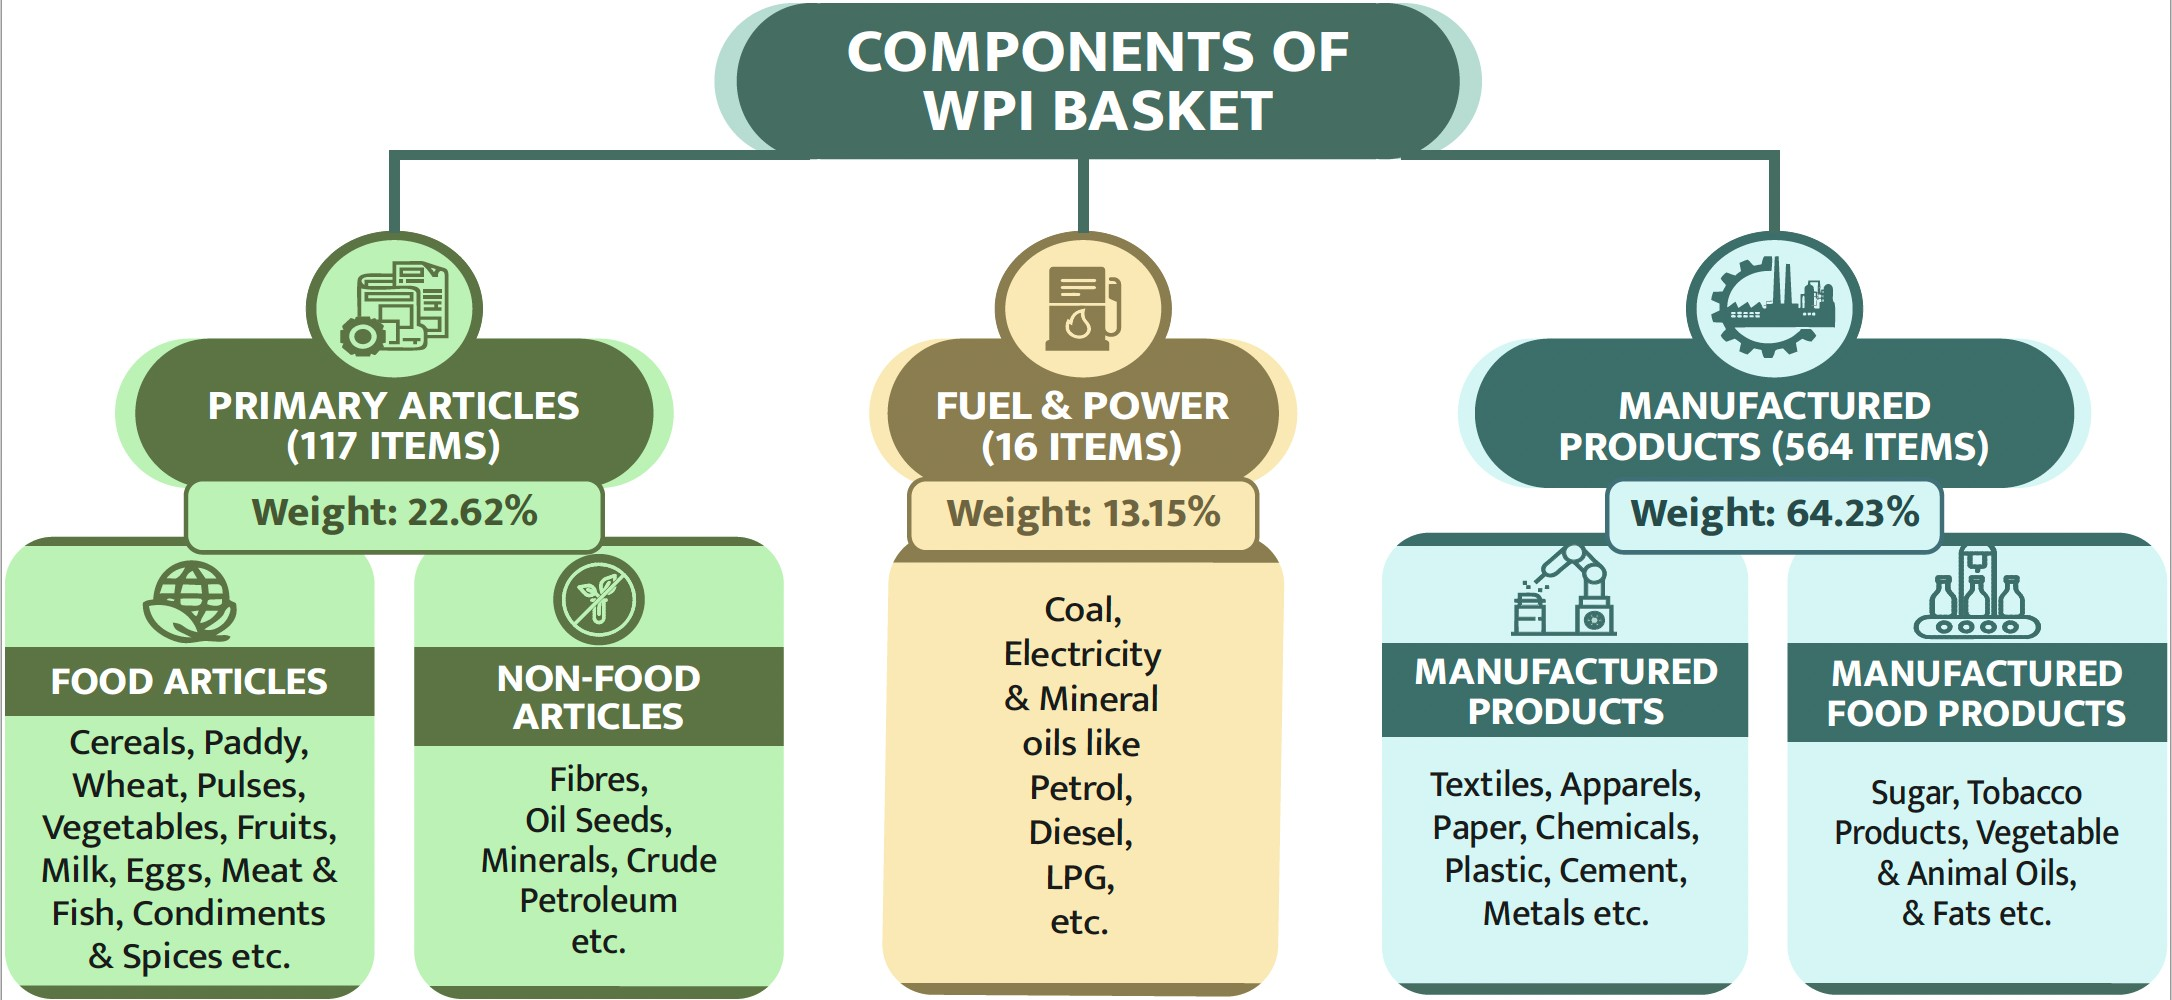 COMPONENTS OF
WPI BASKET
PRIMARY ARTICLES
(117 ITEMS)
Weight: 22.62%
FOOD ARTICLES
Cereals, Paddy,
Wheat, Pulses,
Vegetables, Fruits,
Milk, Eggs, Meat &
Fish, Condiments
& Spices etc.
NON-FOOD
ARTICLES
Fibres,
Oil Seeds,
Minerals, Crude
Petroleum
etc.
FUEL & POWER
(16 ITEMS)
Weight: 13.15%
Coal,
Electricity
& Mineral
oils like
Petrol,
Diesel,
LPG,
etc.
MANUFACTURED
PRODUCTS (564 ITEMS)
Weight: 64.23%
MANUFACTURED
PRODUCTS
Textiles, Apparels,
Paper, Chemicals,
Plastic, Cement,
Metals etc.
MANUFACTURED
FOOD PRODUCTS
Sugar, Tobacco
Products, Vegetable
& Animal Oils,
& Fats etc.